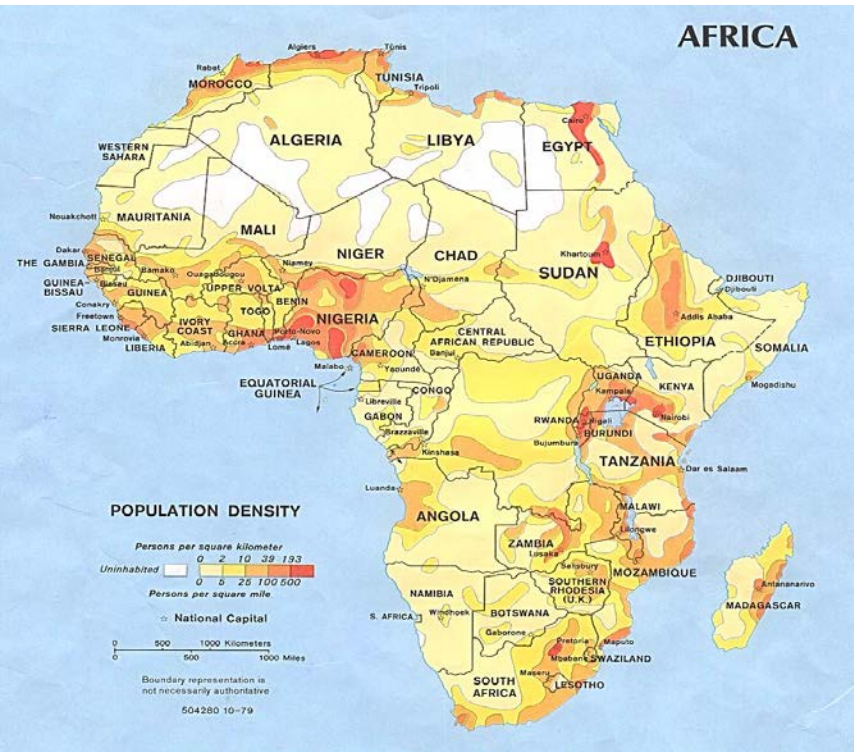 AFRICA
Algiers
Tunis
Rabat
MOROCCO
TUNISIA
Tripoli
Cairo
ALGERIA
LIBYA
EGYPT
WESTERN
SAHARA
Nouakchott
MAURITANIA
MALI
NIGER
CHAD
SUDAN
Khartoum
Dakar
SENEGAL
THE GAMBIA
Banjul
Bamako
Niamey
Ouagadougou
N'Djamena
DJIBOUTI
Djibouti
GUINEA-
BISSAU
Bissau
GUINEA
UPPER VOLTA
BENIN
Conakry
Freetown
SIERRA LEONE
IVORY
COAST
TOGO
GHANA
NIGERIA
Addis Ababa
ETHIOPIA
SOMALIA
Monrovia
LIBERIA
Abidjan
Accra
Lomé
Porto-Novo
Lagos
CENTRAL
AFRICAN REPUBLIC
CAMEROON
Malabo
Yaoundé
EQUATORIAL
GUINEA
CONGO
UGANDA
Kampala
KENYA
Mogadishu
Libreville
GABON
RWANDA
Kigali
Nairobi
Brazzaville
Bujumbura
BURUNDI
Kinshasa
TANZANIA
Dar es Salaam
Luanda
ANGOLA
MALAWI
Lilongwe
ZAMBIA
Lusaka
Salisbury
MOZAMBIQUE
SOUTHERN
RHODESIA
(U.K.)
Antananarivo
MADAGASCAR
NAMIBIA
S. AFRICA
Windhoek
BOTSWANA
Gaborone
Pretoria
Maputo
Mbabane
SWAZILAND
Maseru
LESOTHO
SOUTH
AFRICA
POPULATION DENSITY
Persons per square kilometer
0 2 10 39 193
Uninhabited
0 5 25 100 500
Persons per square mile
☆ National Capital
0 500 1000 Kilometers
0 500 1000 Miles
Boundary representation is
not necessarily authoritative
504280 10-79